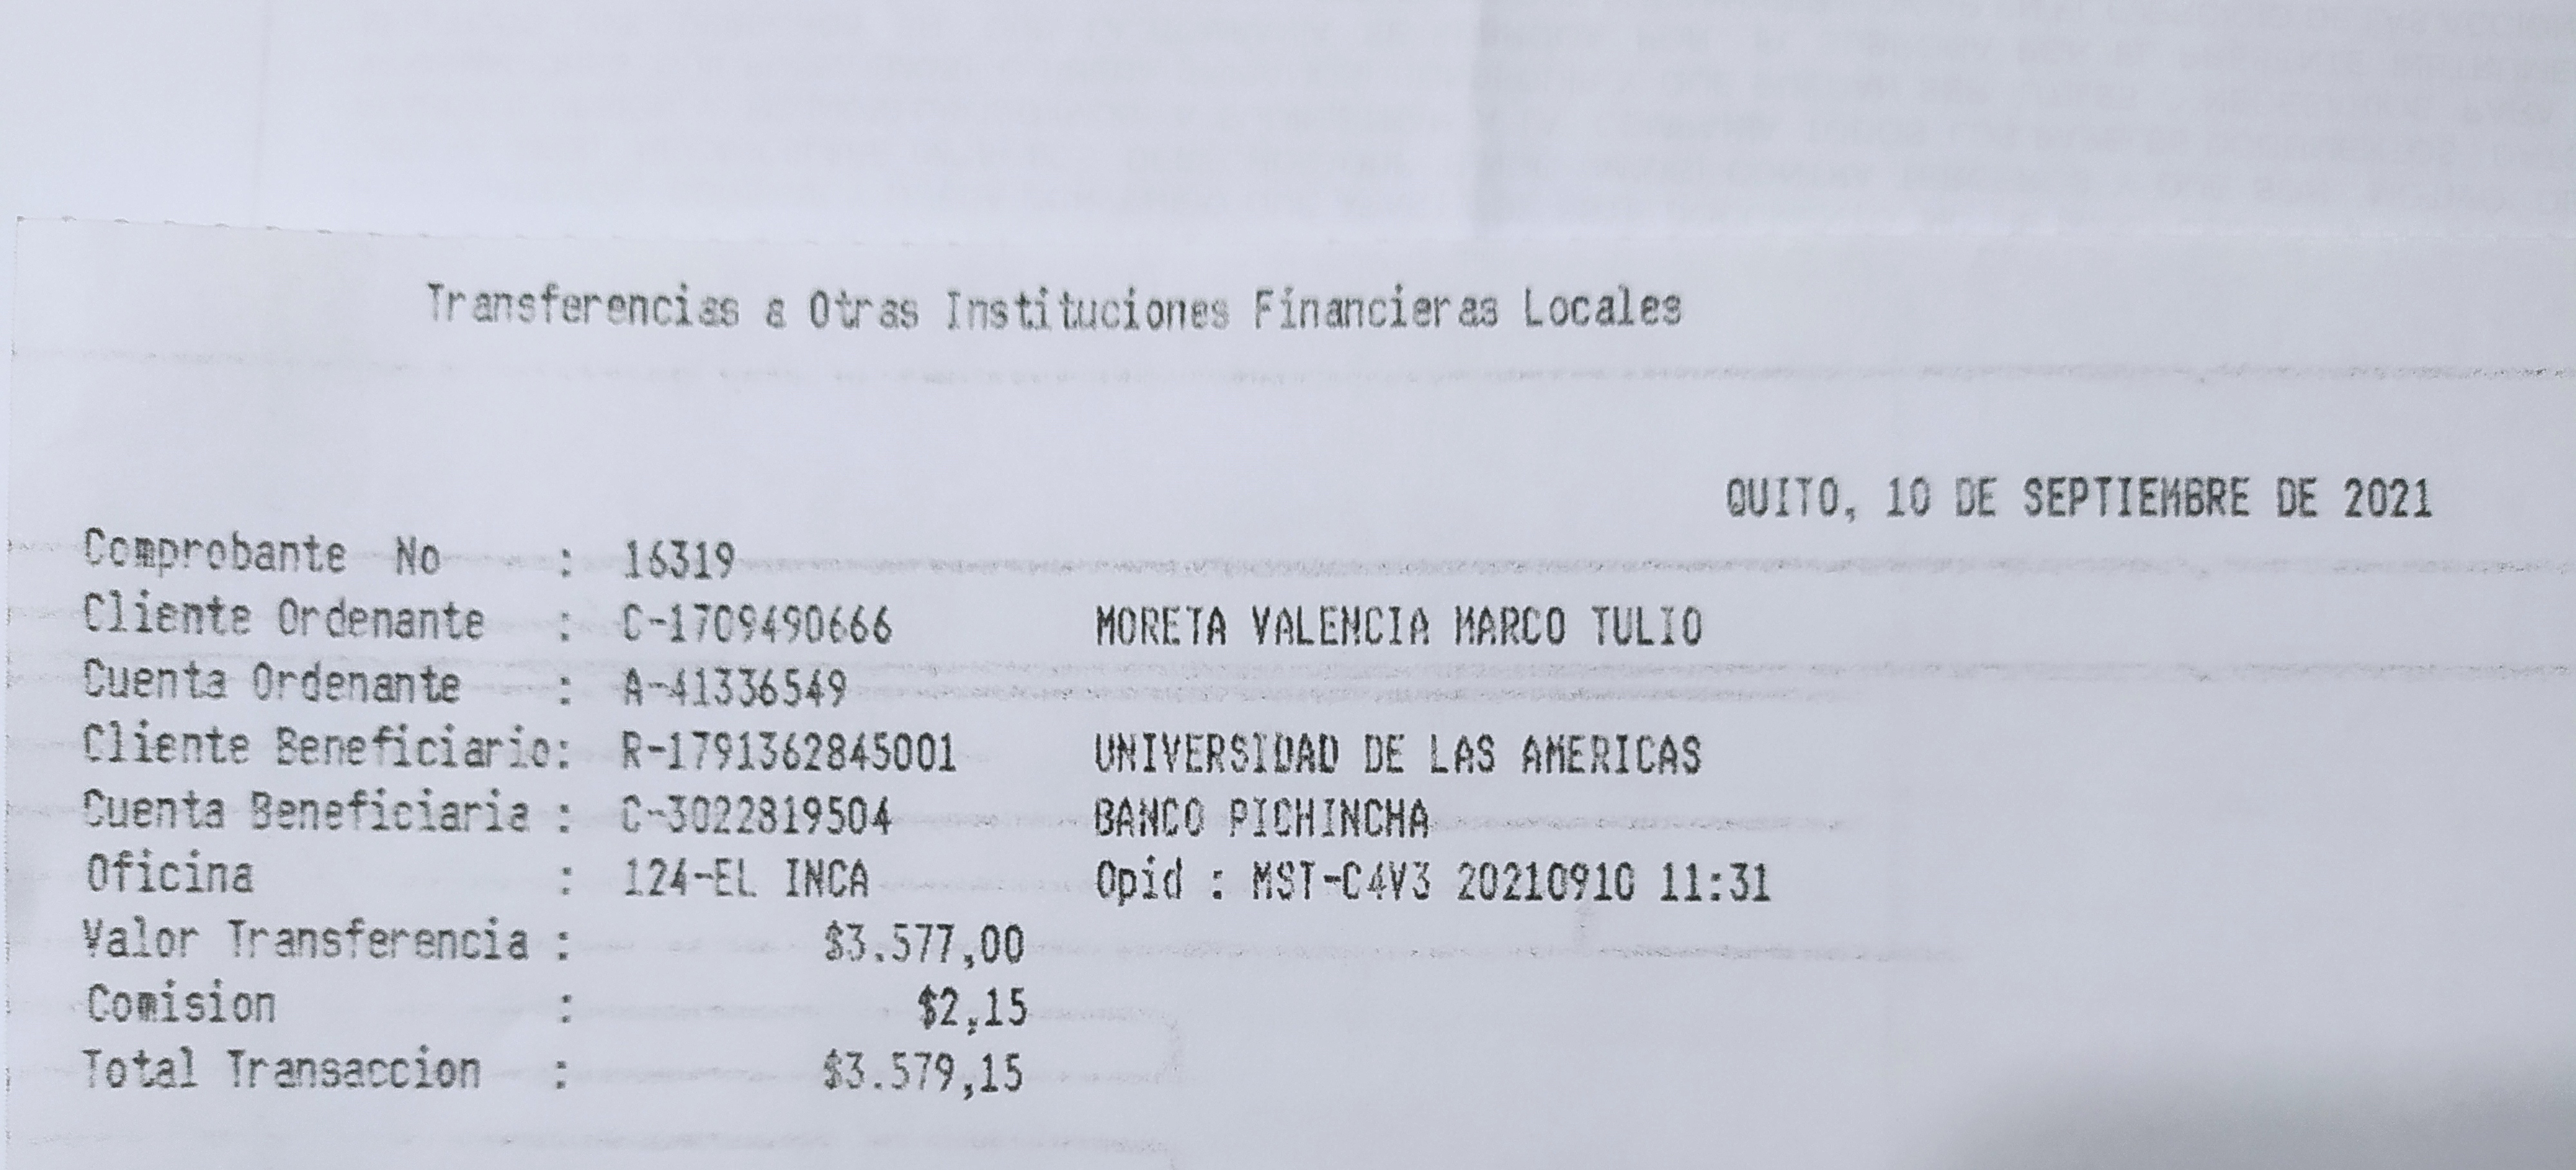 Transferencias a Otras Instituciones Financieras Locales
QUITO, 10 DE SEPTIEMBRE DE 2021
Comprobante No : 16319
Cliente Ordenante : C-1709490666 MORETA VALENCIA MARCO TULIO
Cuenta Ordenante : A-41336549
Cliente Beneficiario: R-1791362845001 UNIVERSIDAD DE LAS AMERICAS
Cuenta Beneficiaria : C-3022819504 BANCO PICHINCHA
Oficina : 124-EL INCA Opid : MST-C4V3 20210910 11:31
Valor Transferencia : $3.577,00
Comision : $2,15
Total Transaccion : $3.579,15